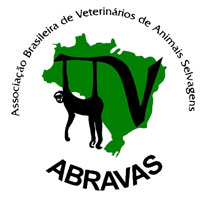 Associação Brasileira de Veterinários de Animais Selvagens
V
ABRAVAS